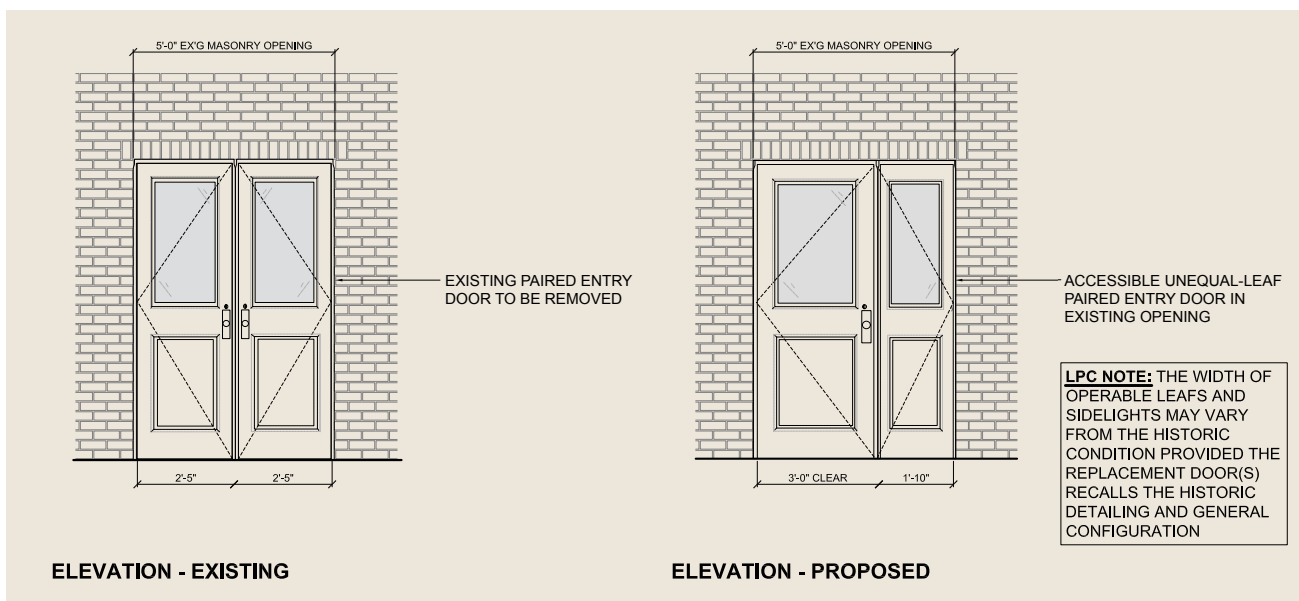 5'-0" EX'G MASONRY OPENING
EXISTING PAIRED ENTRY
DOOR TO BE REMOVED
2'-5"
2'-5"
ELEVATION - EXISTING
5'-0" EX'G MASONRY OPENING
ACCESSIBLE UNEQUAL-LEAF
PAIRED ENTRY DOOR IN
EXISTING OPENING
LPC NOTE: THE WIDTH OF
OPERABLE LEAFS AND
SIDELIGHTS MAY VARY
FROM THE HISTORIC
CONDITION PROVIDED THE
REPLACEMENT DOOR(S)
RECALLS THE HISTORIC
DETAILING AND GENERAL
CONFIGURATION
3'-0" CLEAR
1'-10"
ELEVATION - PROPOSED